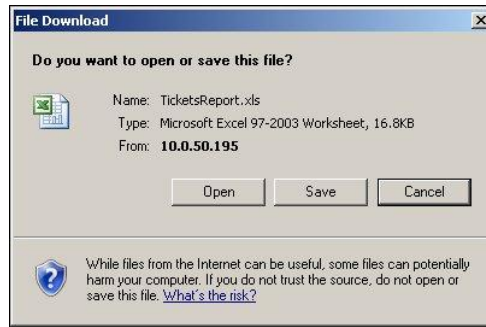 File Download
Do you want to open or save this file?
Name: TicketsReport.xls
Type: Microsoft Excel 97-2003 Worksheet, 16.8KB
From: 10.0.50.195
Open Save Cancel
While files from the Internet can be useful, some files can potentially
harm your computer. If you do not trust the source, do not open or
save this file. What's the risk?